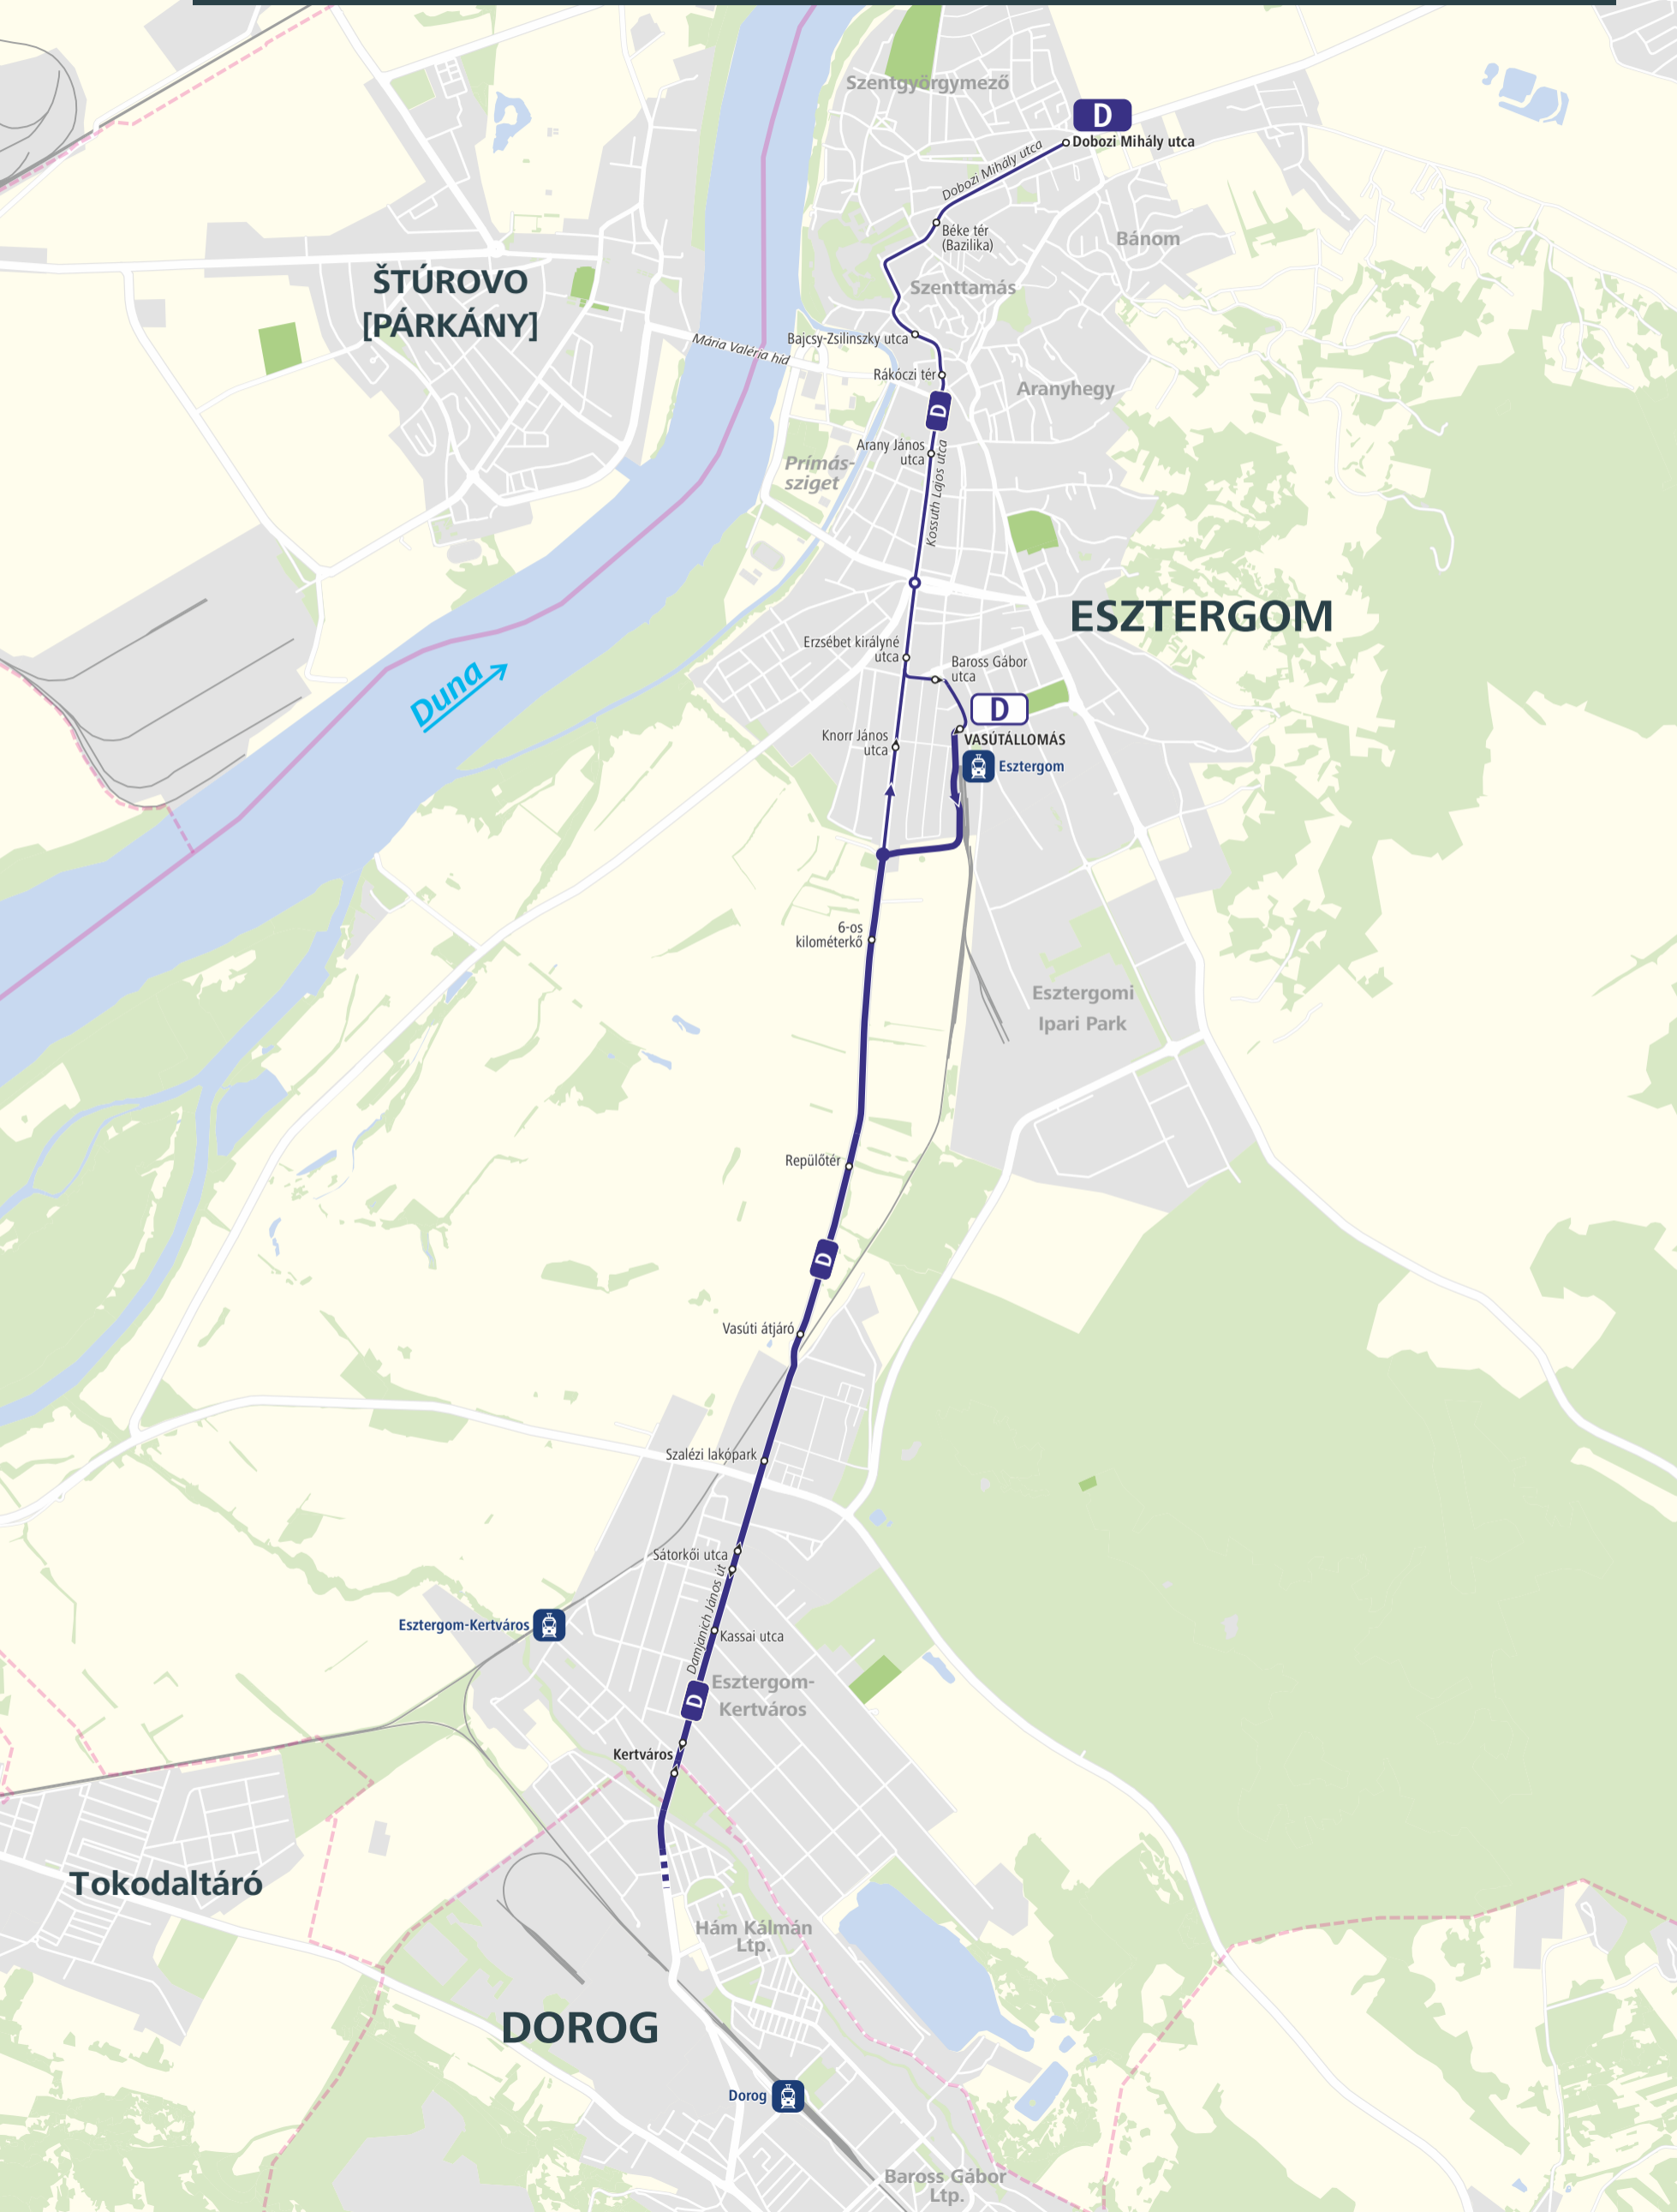 Szentgyörgymező
D
Dobozi Mihály utca
Dobozi Mihály utca
Béke tér
(Bazilika)
Bánom
ŠTÚROVO
[PÁRKÁNY]
Szenttamás
Mária Valéria híd
Bajcsy-Zsilinszky utca
Rákóczi tér
Aranyhegy
D
Arany János
utca
Kossuth Lajos utca
Prímás-
sziget
ESZTERGOM
Erzsébet királyné
utca
Baross Gábor
utca
Duna
D
VASÚTÁLLOMÁS
Knorr János
utca
Esztergom
6-os
kilométerkő
Esztergomi
Ipari Park
Repülőtér
D
Vasúti átjáró
Szalézi lakópark
Sátorkői utca
Damjanich János út
Esztergom-Kertváros
Kassai utca
Esztergom-
Kertváros
D
Kertváros
Tokodaltáró
Hám Kálmán
Ltp.
DOROG
Dorog
Baross Gábor
Ltp.